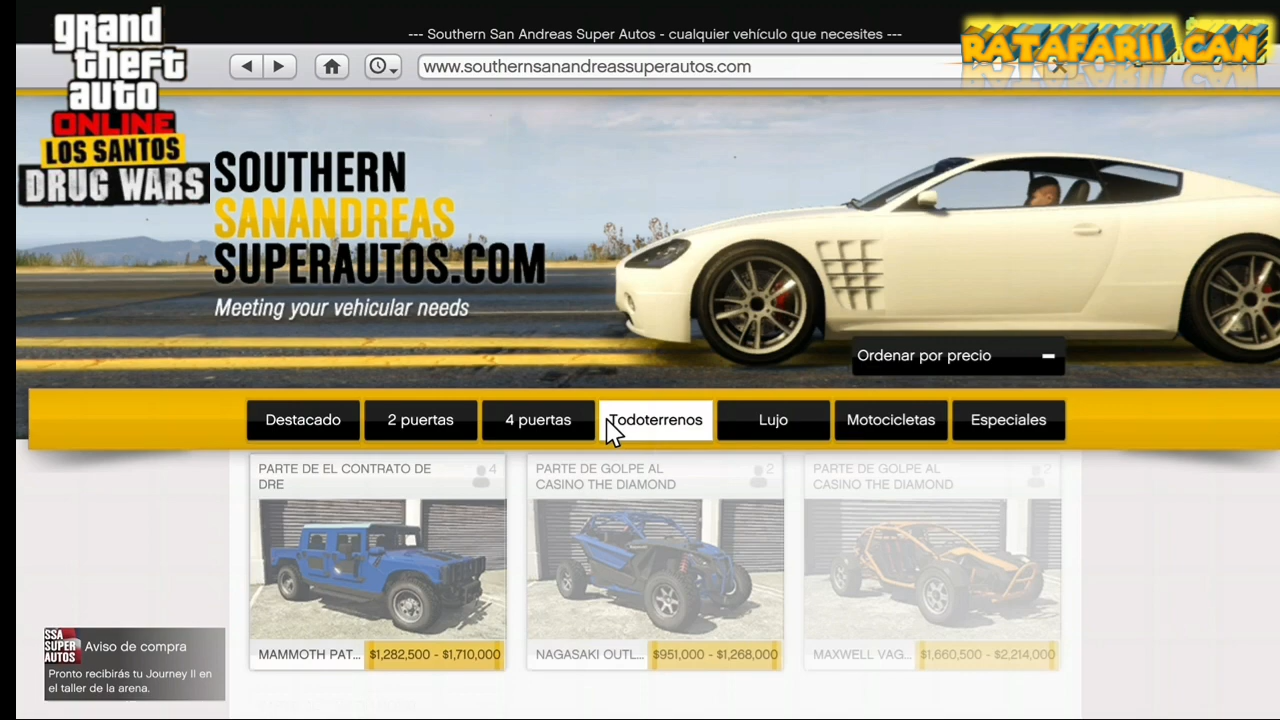 grand
theft
auto
ONLINE
LOS SANTOS
DRUG WARS
--- Southern San Andreas Super Autos - cualquier vehículo que necesites ---
RATAFARII CAN
www.southernsanandreassuperautos.com
SOUTHERN
SANANDREAS
SUPERAUTOS.COM
Meeting your vehicular needs
Ordenar por precio
Destacado
2 puertas
4 puertas
Todoterrenos
Lujo
Motocicletas
Especiales
PARTE DE EL CONTRATO DE
DRE
4
PARTE DE GOLPE AL
CASINO THE DIAMOND
2
PARTE DE GOLPE AL
CASINO THE DIAMOND
2
MAMMOTH PAT...
$1,282,500 - $1,710,000
NAGASAKI OUTL...
$951,000 - $1,268,000
MAXWELL VAG...
$1,660,500 - $2,214,000
SSA
SUPER
AUTOS
Aviso de compra
Pronto recibirás tu Journey II en
el taller de la arena.